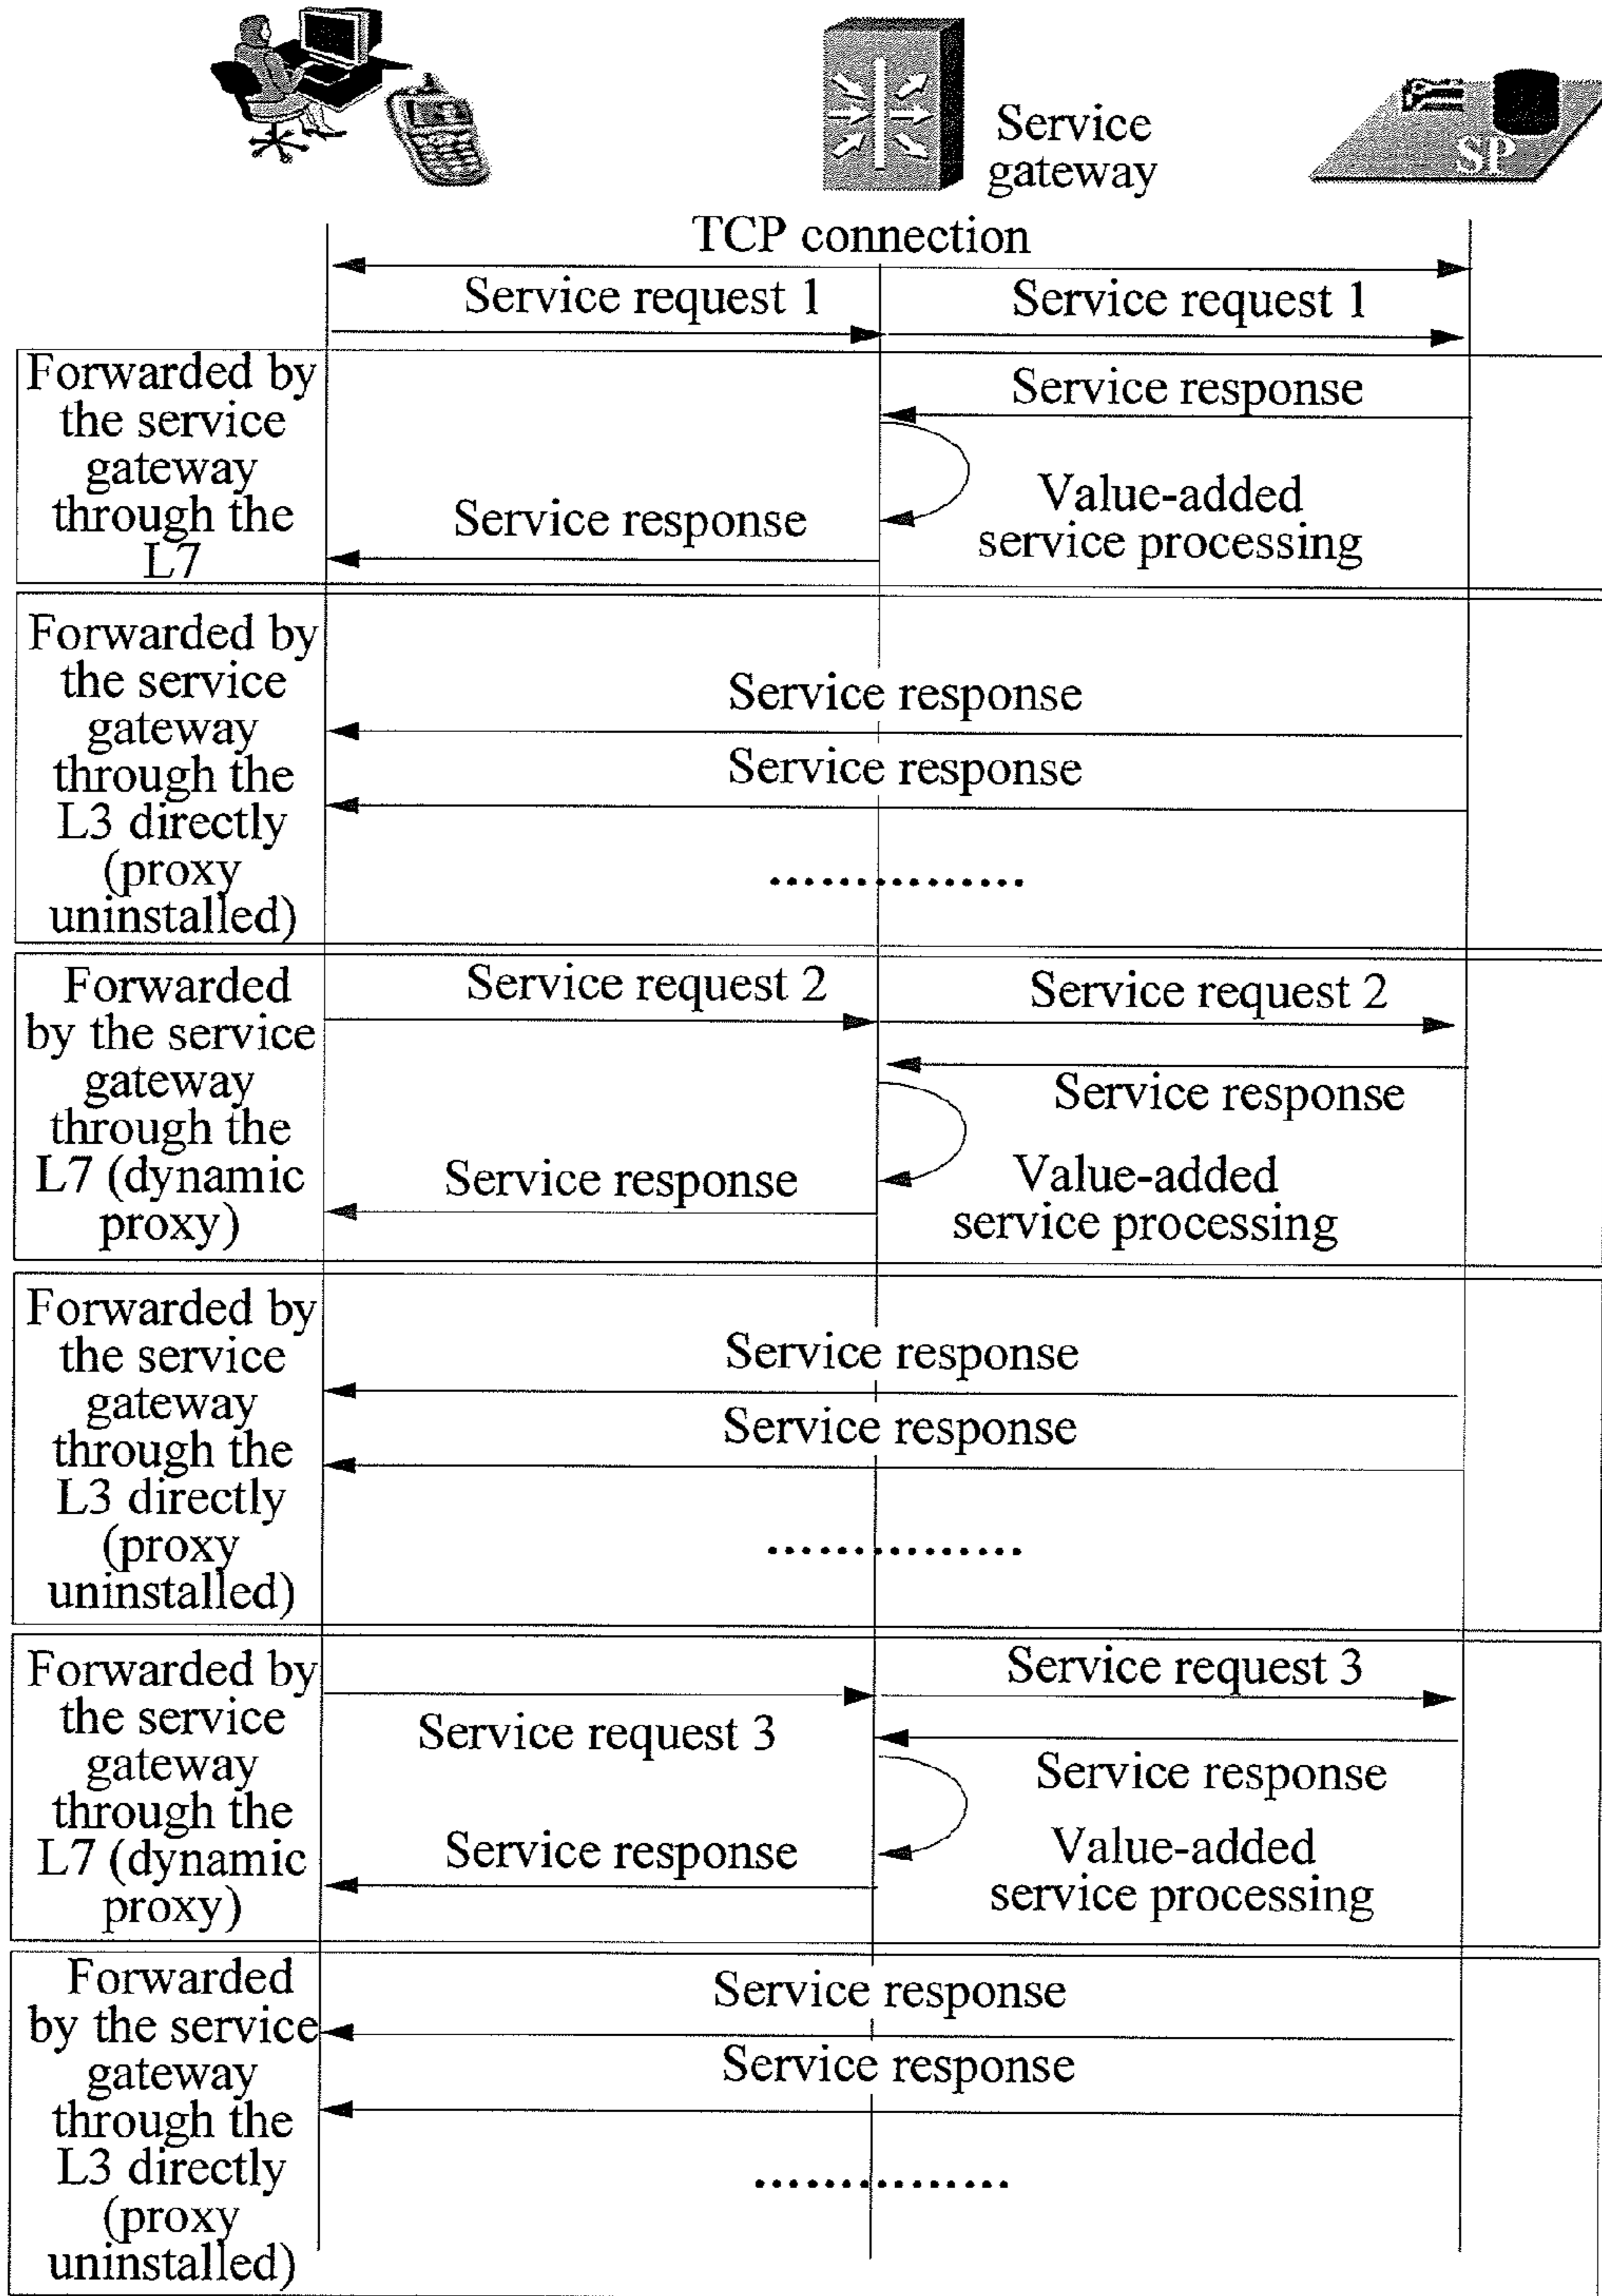 Service
gateway
SP
TCP connection
Service request 1
Service request 1
Forwarded by
the service
gateway
through the
L7
Service response
Value-added
service processing
Service response
Forwarded by
the service
gateway
through the
L3 directly
(proxy
uninstalled)
Service response
Service response
...............
Forwarded
by the service
gateway
through the
L7 (dynamic
proxy)
Service request 2
Service request 2
Service response
Value-added
service processing
Service response
Forwarded by
the service
gateway
through the
L3 directly
(proxy
uninstalled)
Service response
Service response
...............
Forwarded by
the service
gateway
through the
L7 (dynamic
proxy)
Service request 3
Service request 3
Service response
Value-added
service processing
Service response
Forwarded
by the service
gateway
through the
L3 directly
(proxy
uninstalled)
Service response
Service response
...............